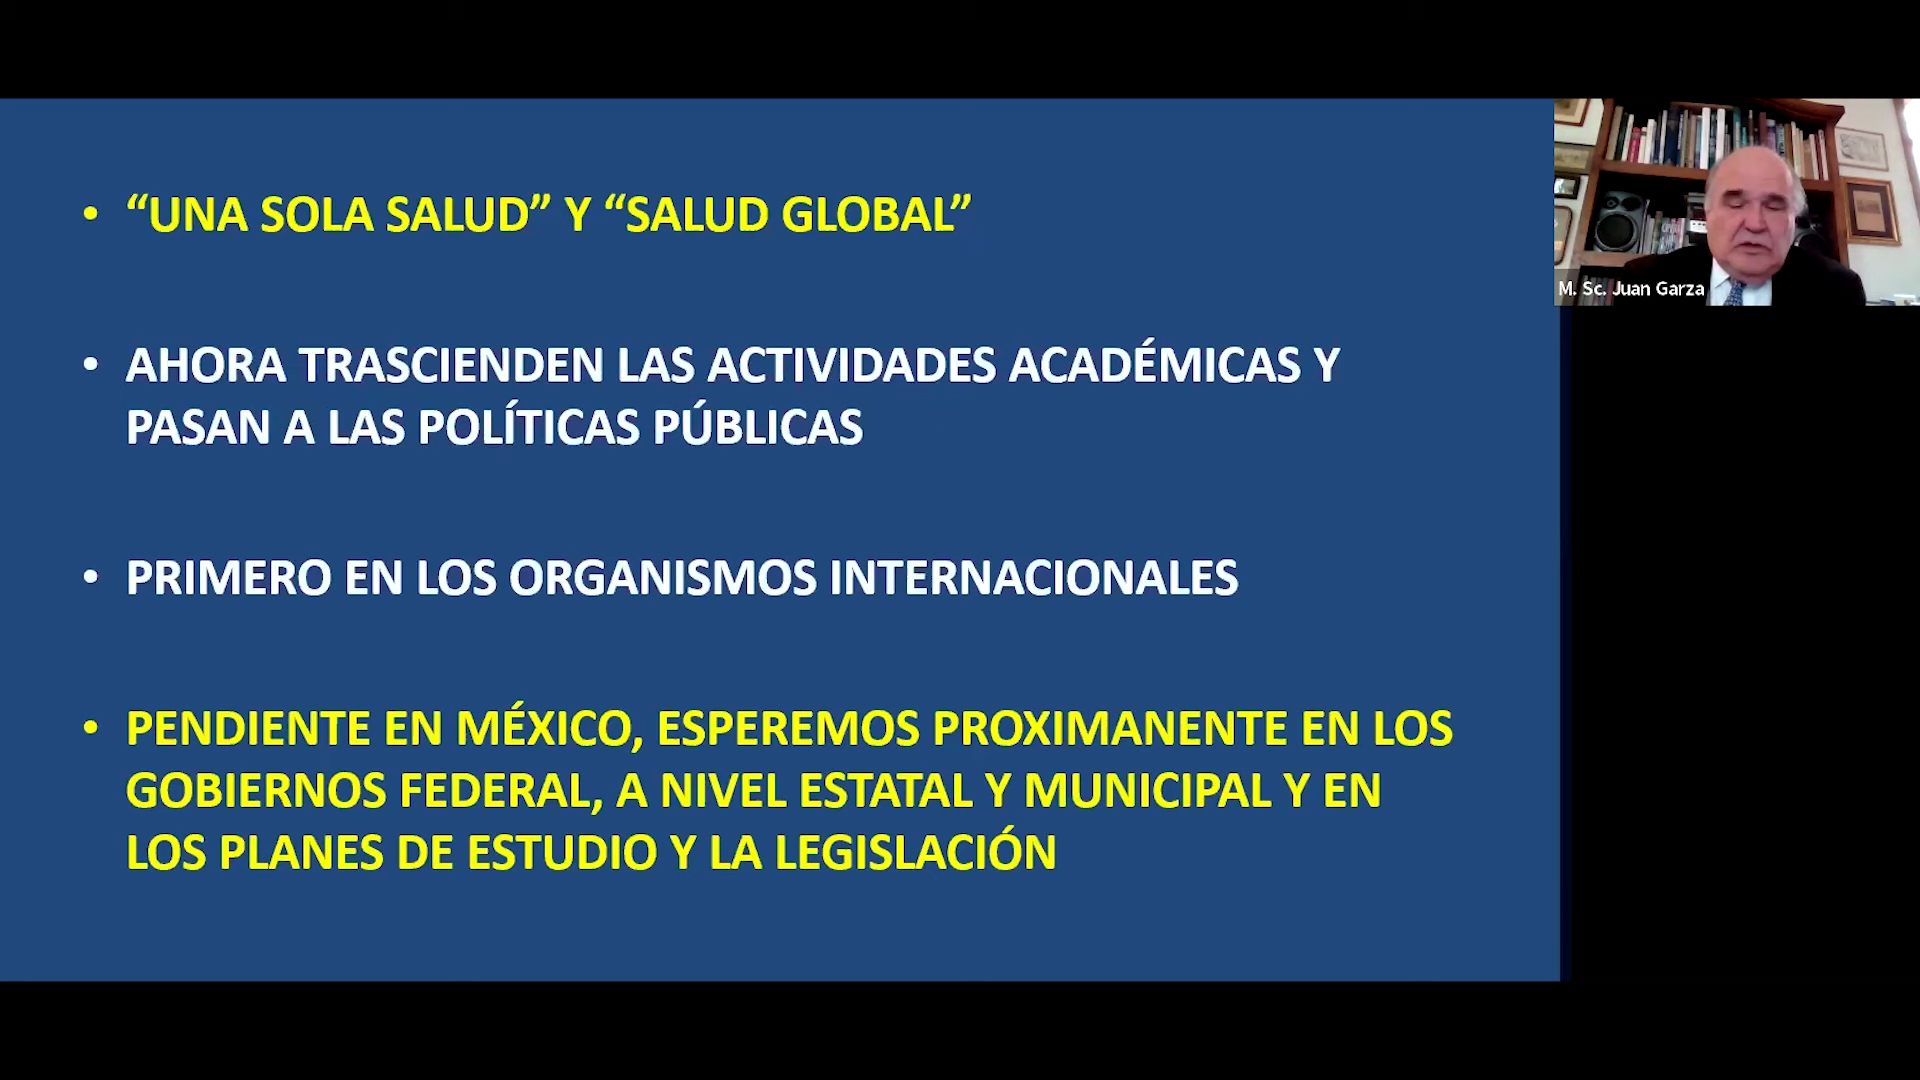 • “UNA SOLA SALUD” Y “SALUD GLOBAL”
• AHORA TRASCIENDEN LAS ACTIVIDADES ACADÉMICAS Y
PASAN A LAS POLÍTICAS PÚBLICAS
• PRIMERO EN LOS ORGANISMOS INTERNACIONALES
• PENDIENTE EN MÉXICO, ESPEREMOS PROXIMANENTE EN LOS
GOBIERNOS FEDERAL, A NIVEL ESTATAL Y MUNICIPAL Y EN
LOS PLANES DE ESTUDIO Y LA LEGISLACIÓN
M. Sc. Juan Garza